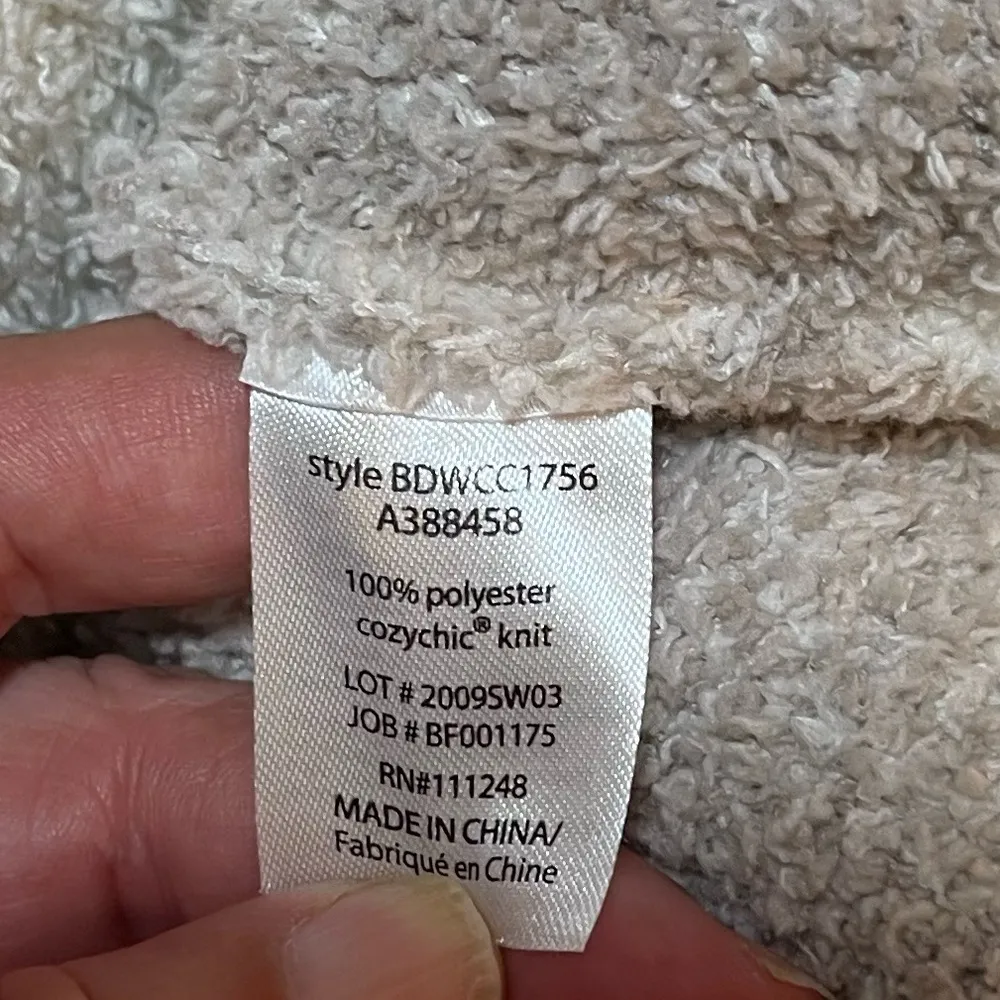 style BDWCC1756
A388458
100% polyester
cozychic® knit
LOT # 2009SW03
JOB # BF001175
RN#111248
MADE IN CHINA/
Fabriqué en Chine